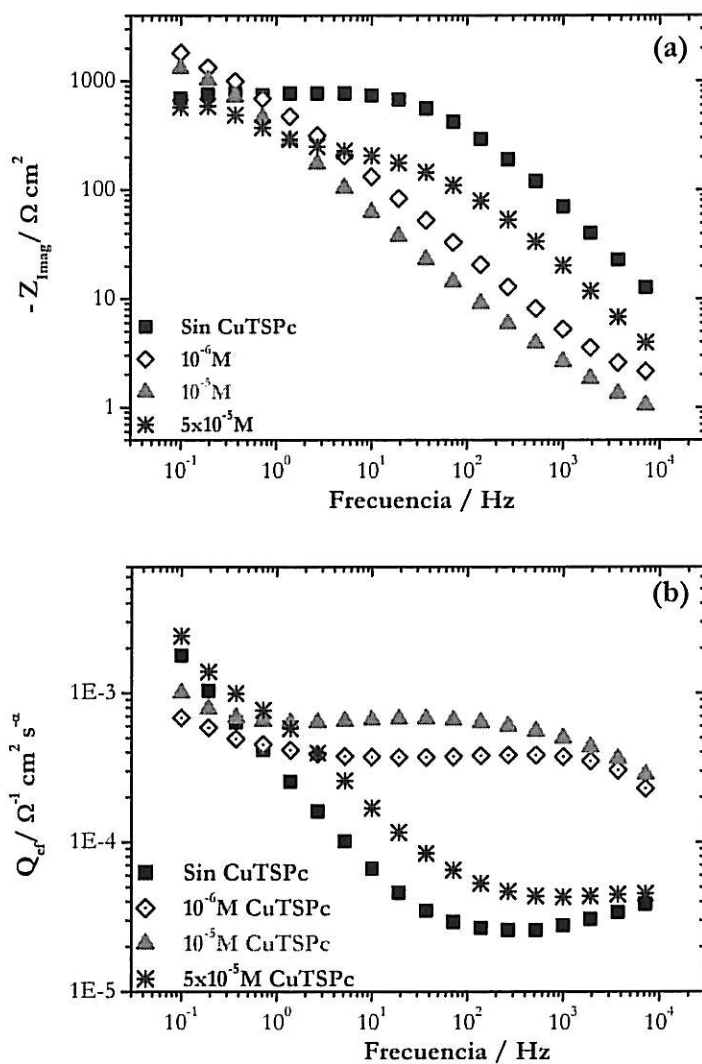 (a)
1000
100
10
1
- Z_Imag / Ω cm²
Sin CuTSPc
10⁻⁶M
10⁻⁵M
5x10⁻⁵M
10⁻¹ 10⁰ 10¹ 10² 10³ 10⁴
Frecuencia / Hz
(b)
1E-3
1E-4
1E-5
Q_ef / Ω⁻¹ cm² s⁻ᵅ
Sin CuTSPc
10⁻⁶M CuTSPc
10⁻⁵M CuTSPc
5x10⁻⁵M CuTSPc
10⁻¹ 10⁰ 10¹ 10² 10³ 10⁴
Frecuencia / Hz